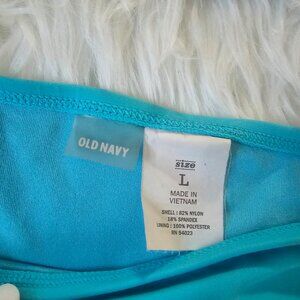 OLD NAVY
size
L
MADE IN
VIETNAM
SHELL : 82% NYLON
18% SPANDEX
LINING : 100% POLYESTER
RN 54023